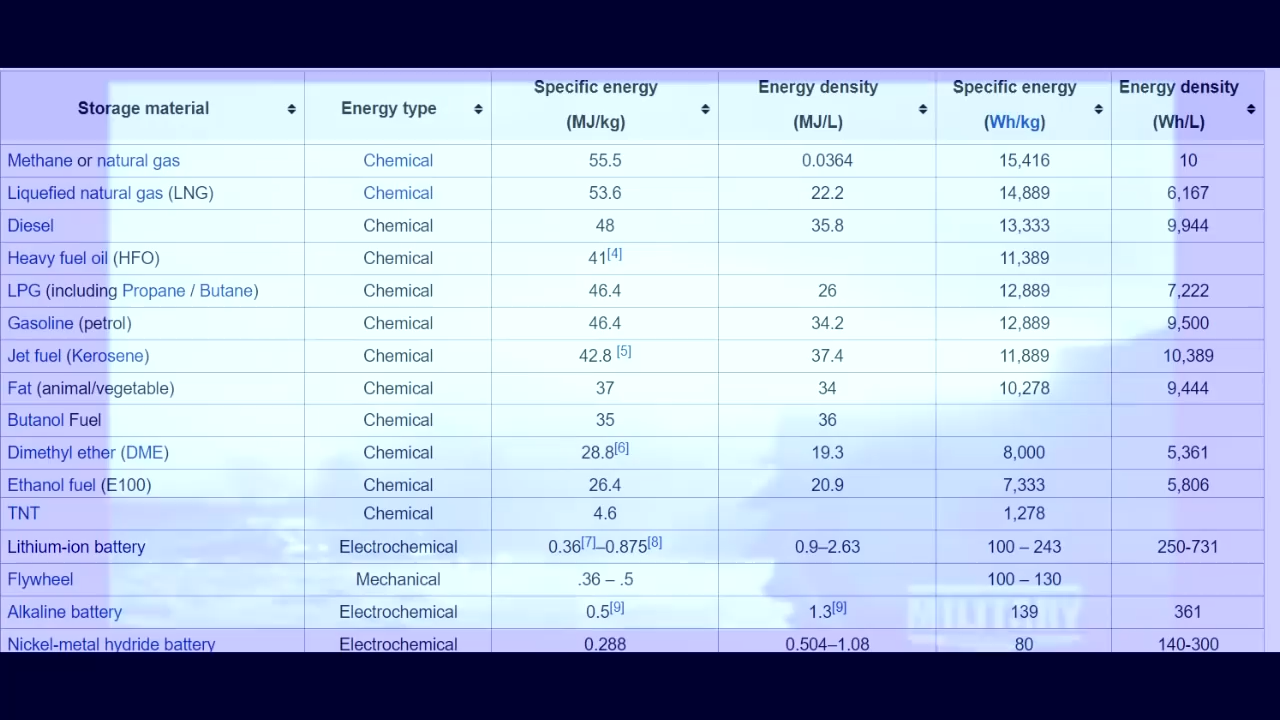 Storage material Energy type Specific energy (MJ/kg) Energy density (MJ/L) Specific energy (Wh/kg) Energy density (Wh/L)
Methane or natural gas Chemical 55.5 0.0364 15,416 10
Liquefied natural gas (LNG) Chemical 53.6 22.2 14,889 6,167
Diesel Chemical 48 35.8 13,333 9,944
Heavy fuel oil (HFO) Chemical 41[4] 11,389
LPG (including Propane / Butane) Chemical 46.4 26 12,889 7,222
Gasoline (petrol) Chemical 46.4 34.2 12,889 9,500
Jet fuel (Kerosene) Chemical 42.8 [5] 37.4 11,889 10,389
Fat (animal/vegetable) Chemical 37 34 10,278 9,444
Butanol Fuel Chemical 35 36
Dimethyl ether (DME) Chemical 28.8[6] 19.3 8,000 5,361
Ethanol fuel (E100) Chemical 26.4 20.9 7,333 5,806
TNT Chemical 4.6 1,278
Lithium-ion battery Electrochemical 0.36[7]–0.875[8] 0.9–2.63 100 – 243 250-731
Flywheel Mechanical .36 – .5 100 – 130
Alkaline battery Electrochemical 0.5[9] 1.3[9] 139 361
MILITARY
Nickel-metal hydride battery Electrochemical 0.288 0.504–1.08 80 140-300